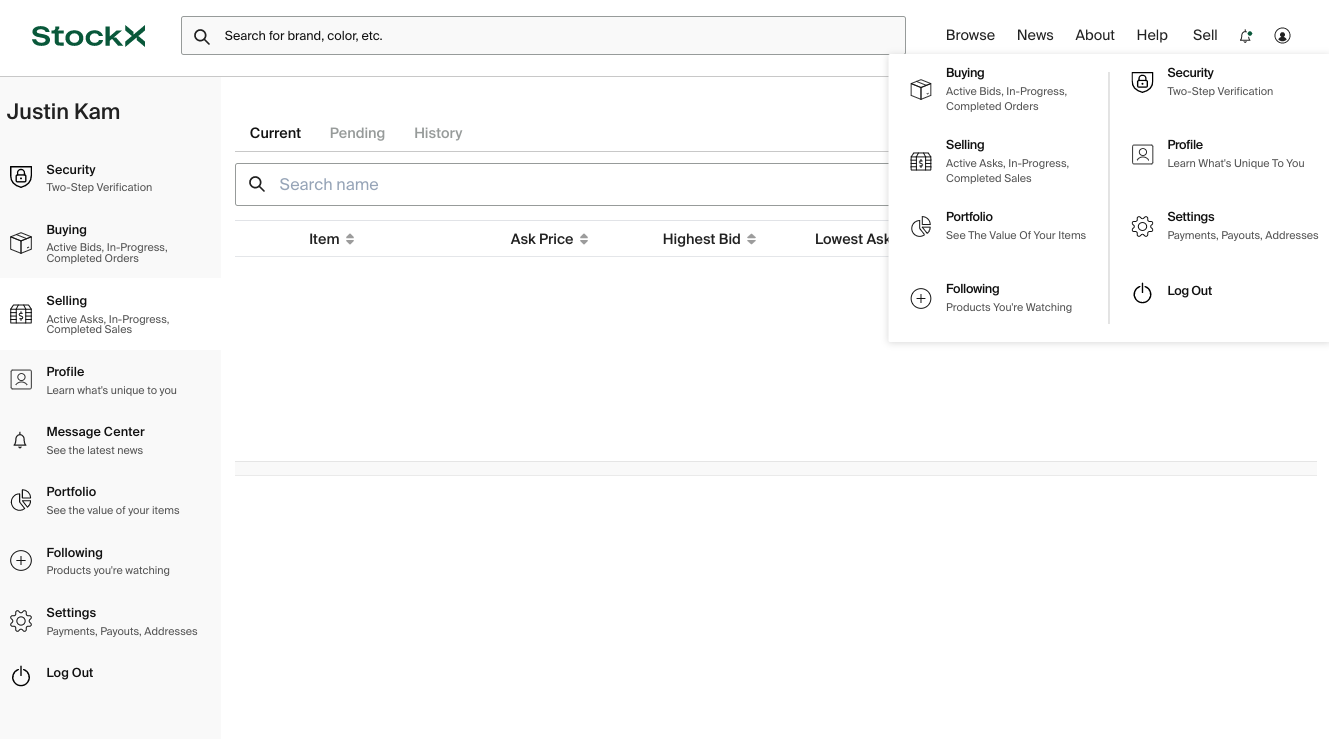 StockX
Search for brand, color, etc.
Browse
News
About
Help
Sell
Justin Kam
Security
Two-Step Verification
Buying
Active Bids, In-Progress,
Completed Orders
Selling
Active Asks, In-Progress,
Completed Sales
Profile
Learn what's unique to you
Message Center
See the latest news
Portfolio
See the value of your items
Following
Products you're watching
Settings
Payments, Payouts, Addresses
Log Out
Current
Pending
History
Search name
Item
Ask Price
Highest Bid
Lowest Ask
Buying
Active Bids, In-Progress,
Completed Orders
Selling
Active Asks, In-Progress,
Completed Sales
Portfolio
See The Value Of Your Items
Following
Products You're Watching
Security
Two-Step Verification
Profile
Learn What's Unique To You
Settings
Payments, Payouts, Addresses
Log Out